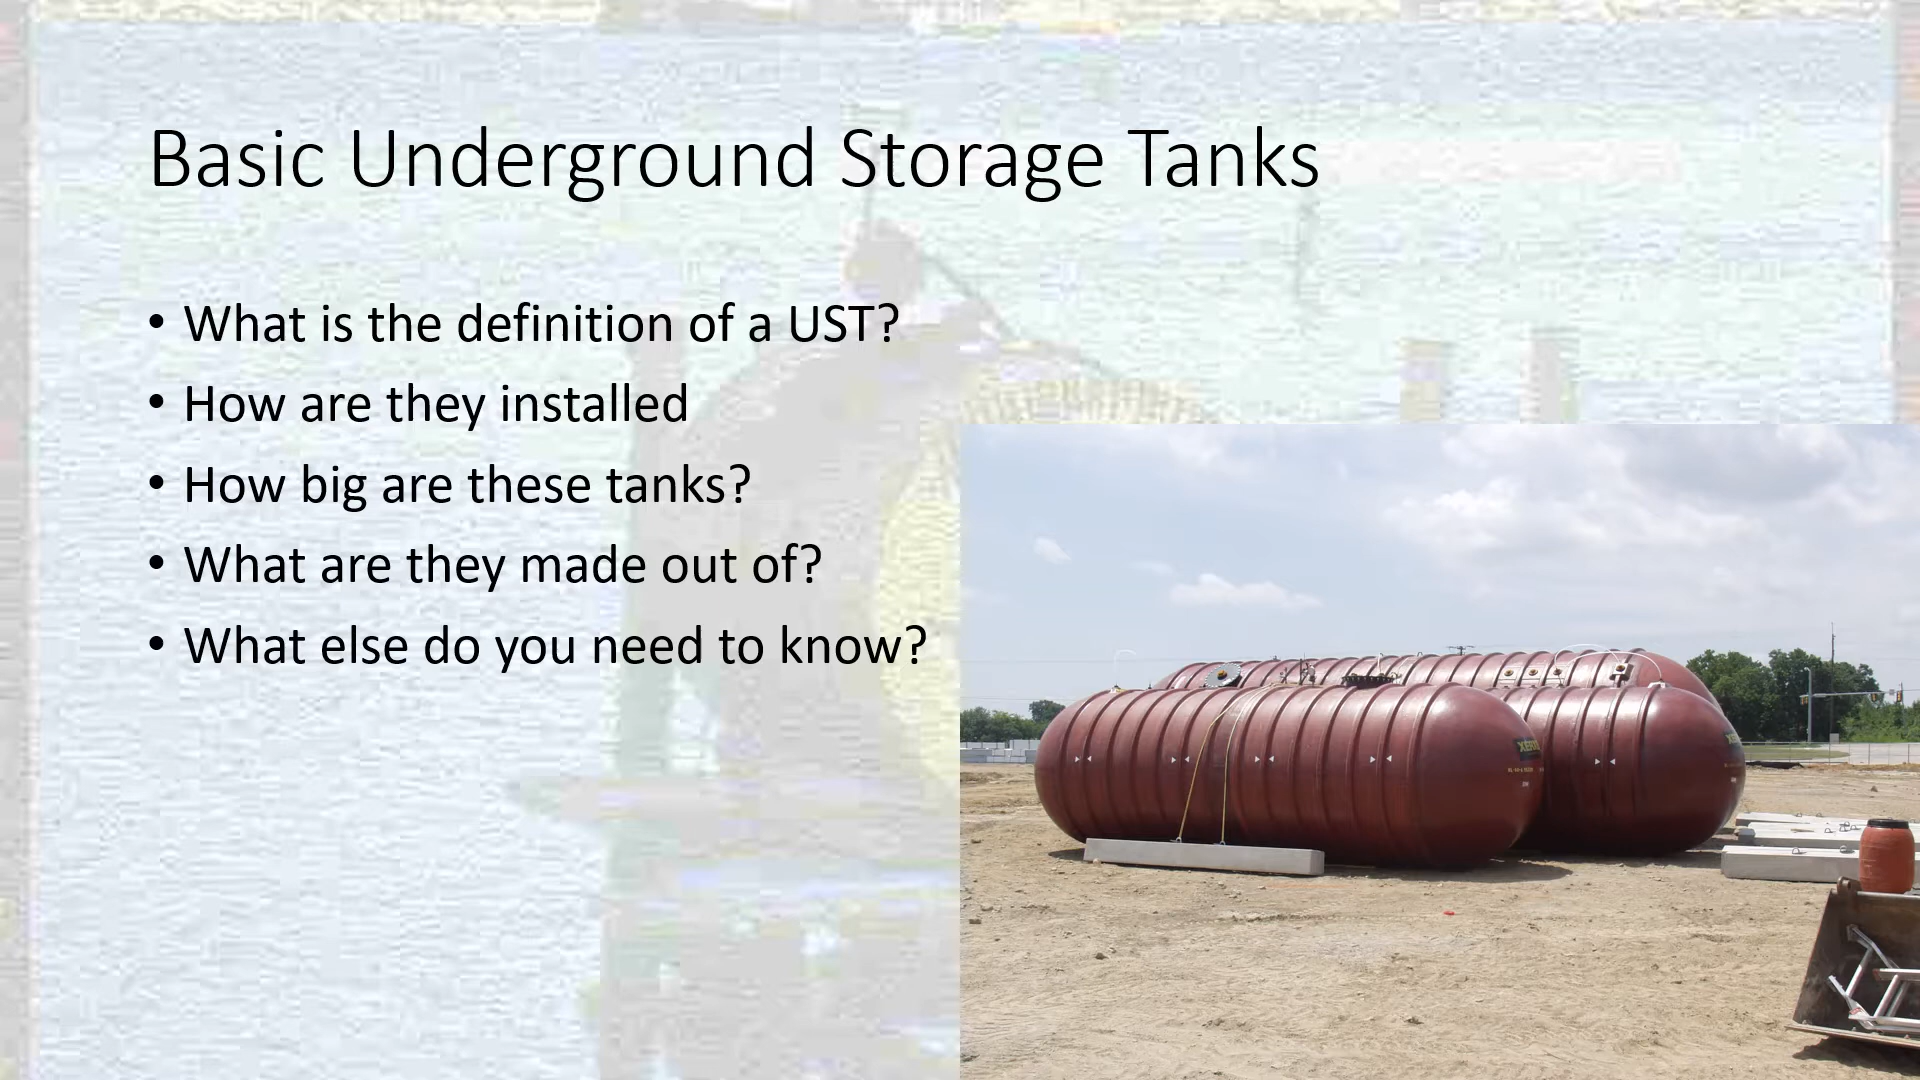 Basic Underground Storage Tanks
• What is the definition of a UST?
• How are they installed
• How big are these tanks?
• What are they made out of?
• What else do you need to know?